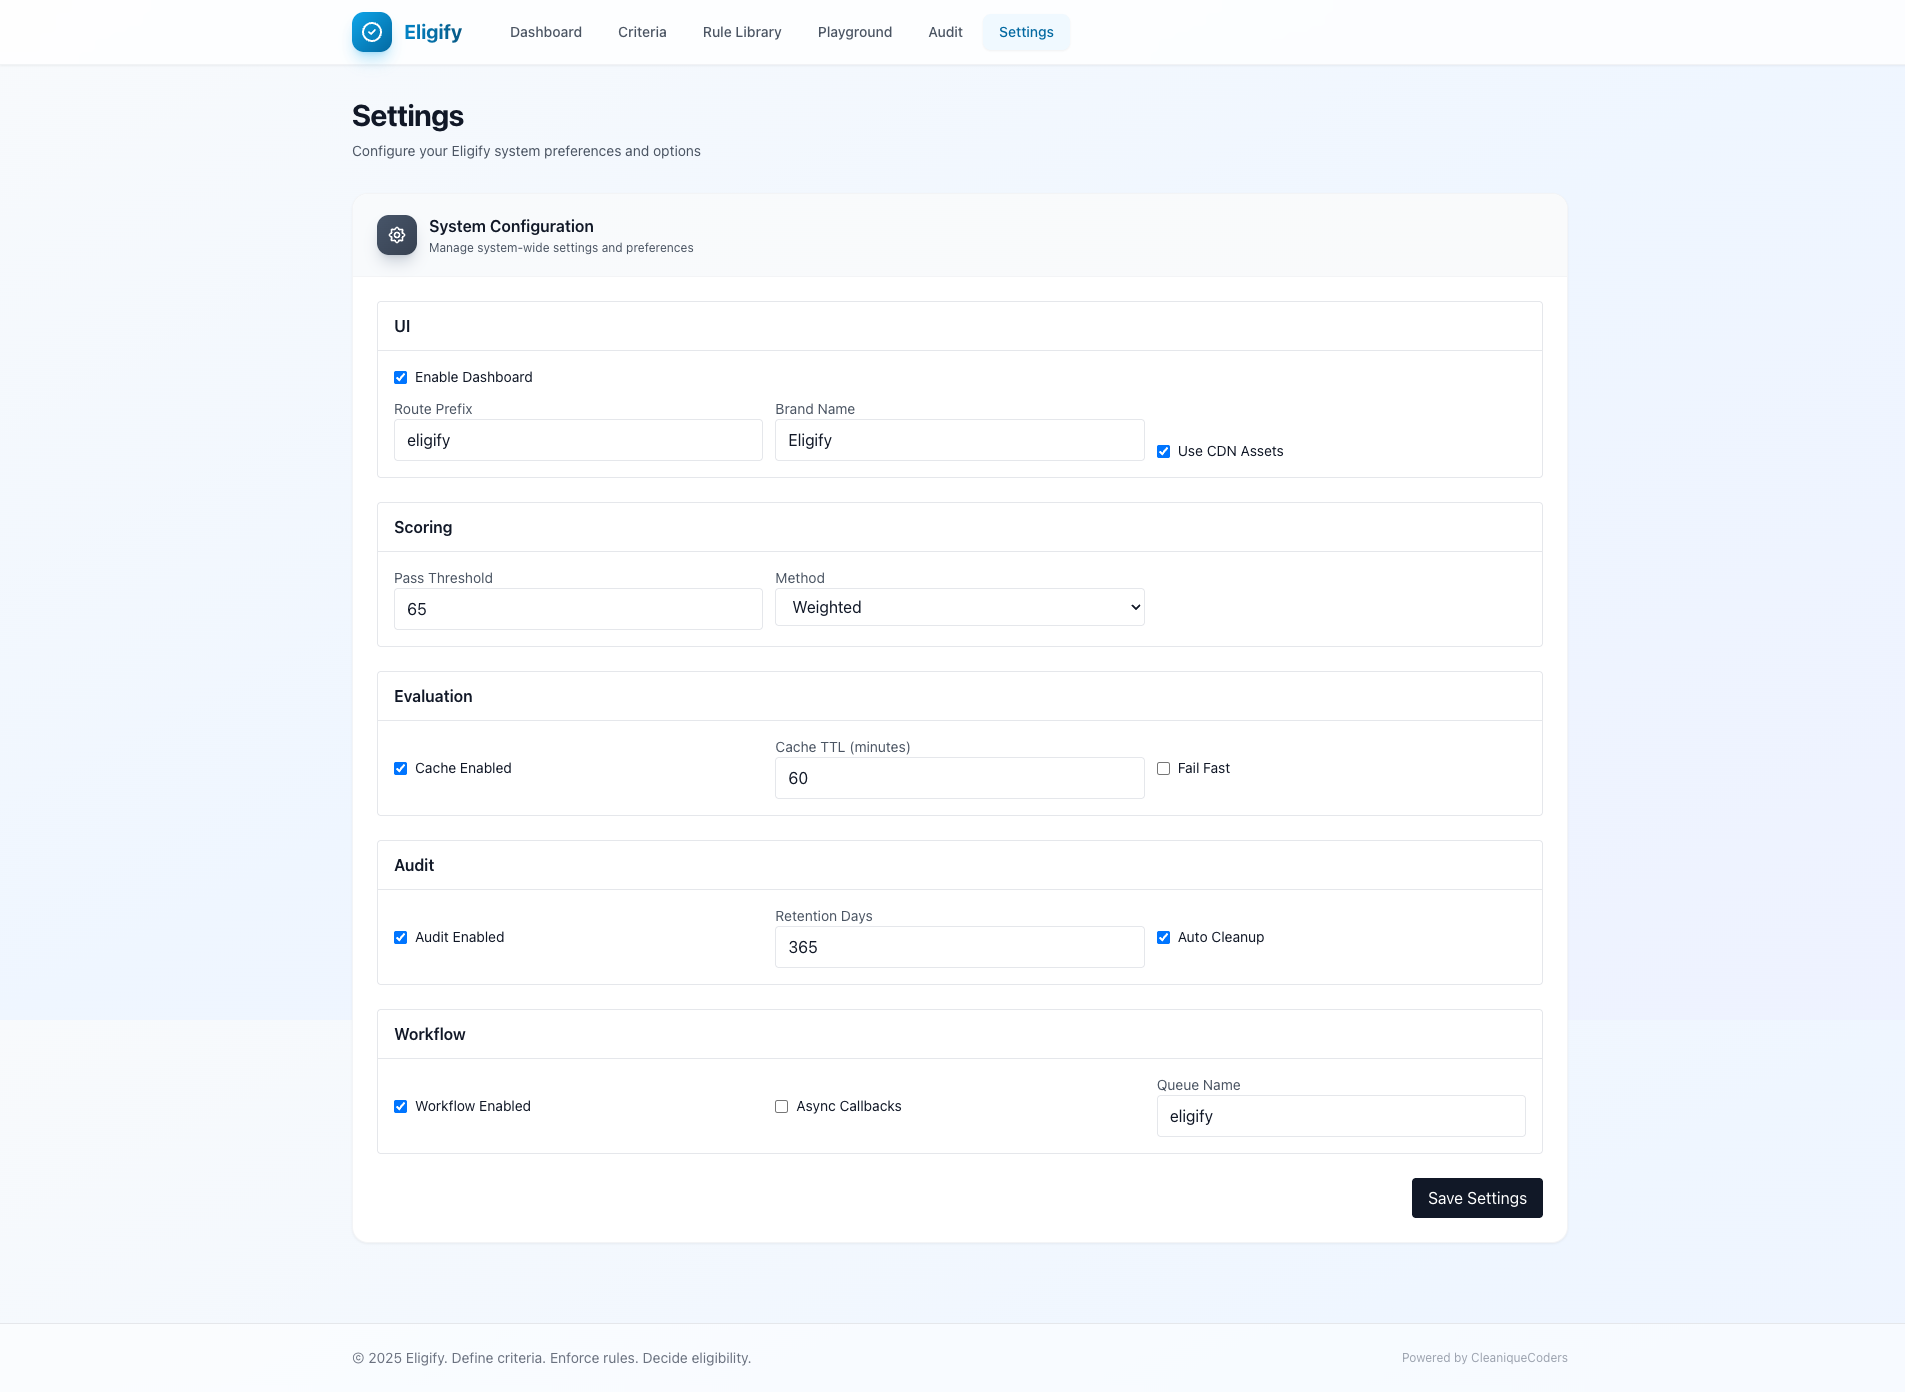 Eligify
Dashboard
Criteria
Rule Library
Playground
Audit
Settings
Settings
Configure your Eligify system preferences and options
System Configuration
Manage system-wide settings and preferences
UI
Enable Dashboard
Route Prefix
eligify
Brand Name
Eligify
Use CDN Assets
Scoring
Pass Threshold
65
Method
Weighted
Evaluation
Cache Enabled
Cache TTL (minutes)
60
Fail Fast
Audit
Audit Enabled
Retention Days
365
Auto Cleanup
Workflow
Workflow Enabled
Async Callbacks
Queue Name
eligify
Save Settings
© 2025 Eligify. Define criteria. Enforce rules. Decide eligibility.
Powered by CleaniqueCoders